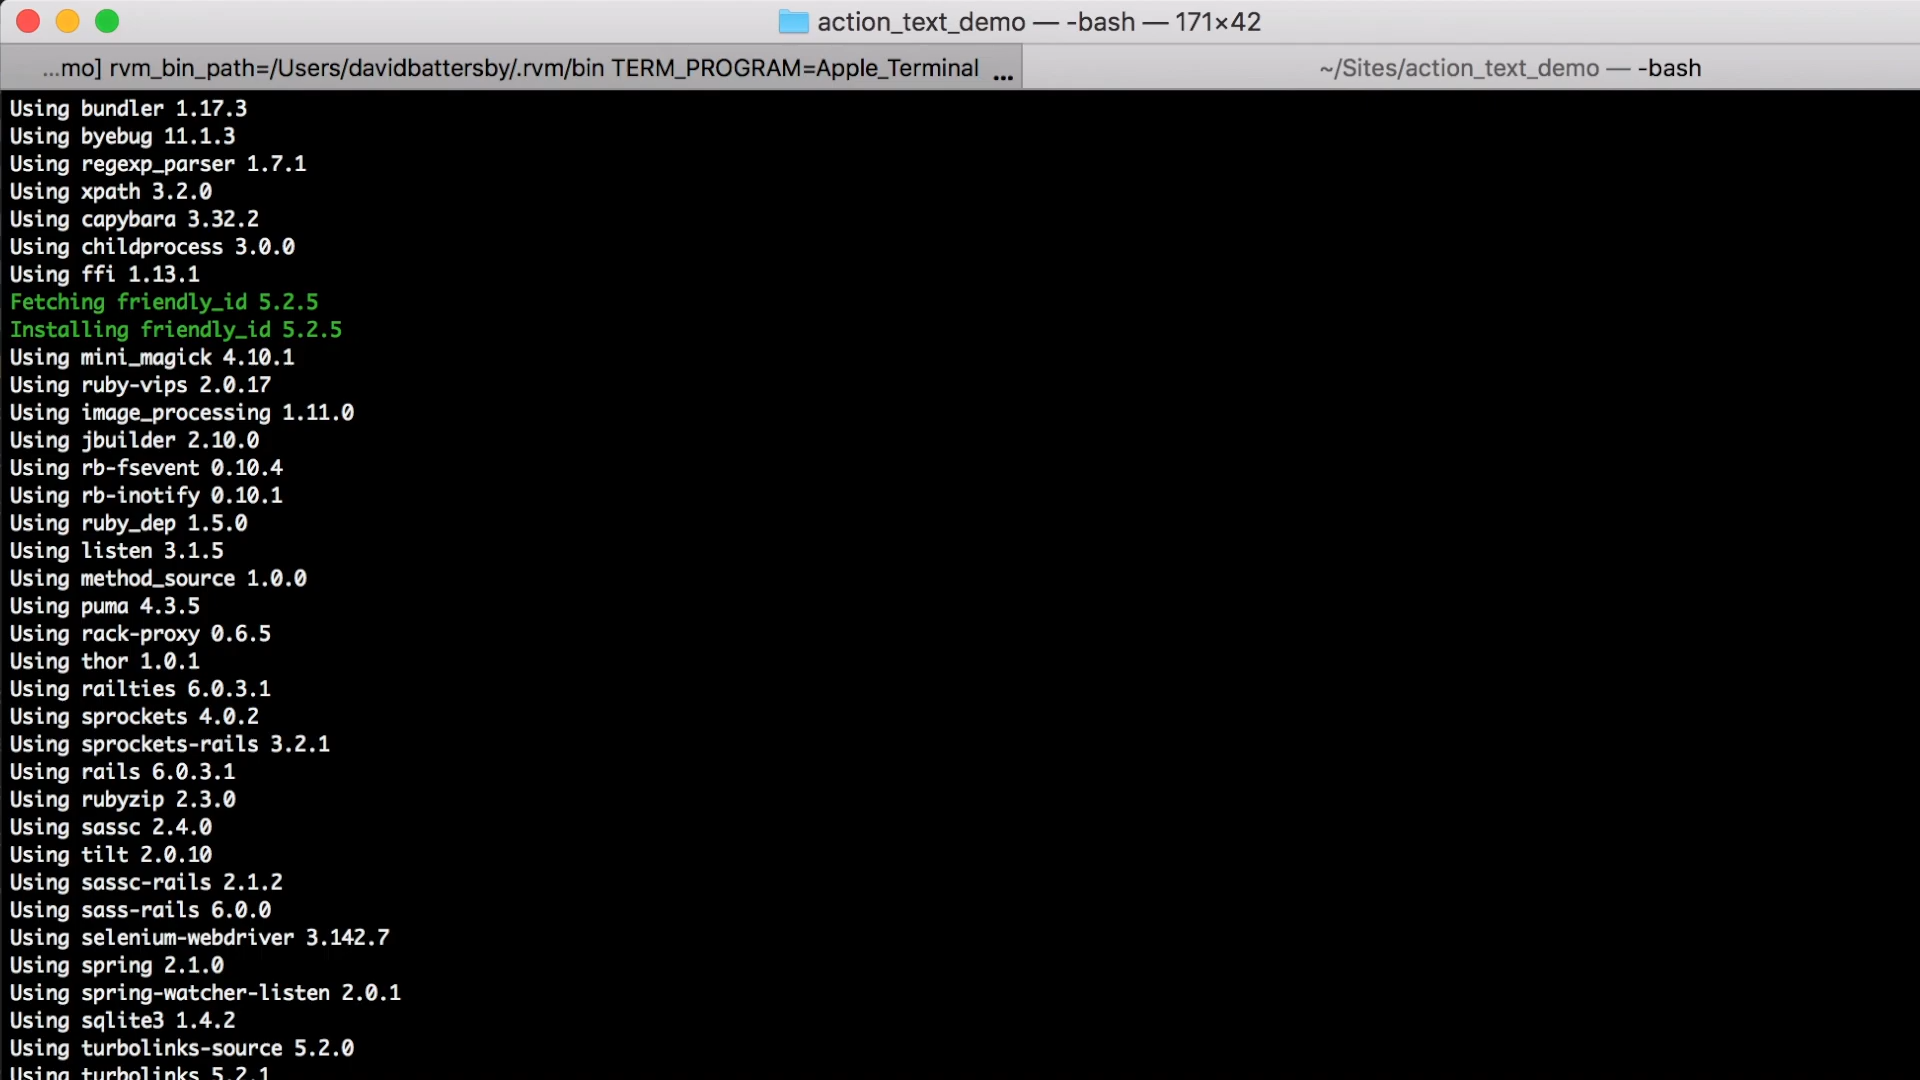 action_text_demo — -bash — 171×42
...mo] rvm_bin_path=/Users/davidbattersby/.rvm/bin TERM_PROGRAM=Apple_Terminal ...
~/Sites/action_text_demo — -bash
Using bundler 1.17.3
Using byebug 11.1.3
Using regexp_parser 1.7.1
Using xpath 3.2.0
Using capybara 3.32.2
Using childprocess 3.0.0
Using ffi 1.13.1
Fetching friendly_id 5.2.5
Installing friendly_id 5.2.5
Using mini_magick 4.10.1
Using ruby-vips 2.0.17
Using image_processing 1.11.0
Using jbuilder 2.10.0
Using rb-fsevent 0.10.4
Using rb-inotify 0.10.1
Using ruby_dep 1.5.0
Using listen 3.1.5
Using method_source 1.0.0
Using puma 4.3.5
Using rack-proxy 0.6.5
Using thor 1.0.1
Using railties 6.0.3.1
Using sprockets 4.0.2
Using sprockets-rails 3.2.1
Using rails 6.0.3.1
Using rubyzip 2.3.0
Using sassc 2.4.0
Using tilt 2.0.10
Using sassc-rails 2.1.2
Using sass-rails 6.0.0
Using selenium-webdriver 3.142.7
Using spring 2.1.0
Using spring-watcher-listen 2.0.1
Using sqlite3 1.4.2
Using turbolinks-source 5.2.0
Using turbolinks 5.2.1